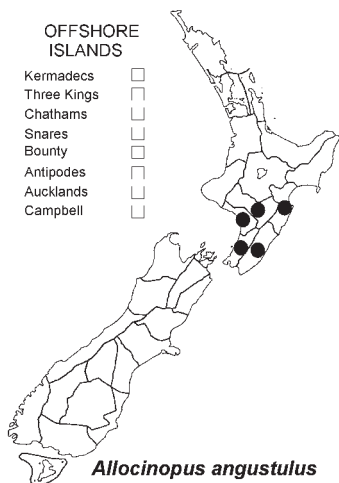 OFFSHORE
ISLANDS
Kermadecs
Three Kings
Chathams
Snares
Bounty
Antipodes
Aucklands
Campbell
Allocinopus angustulus